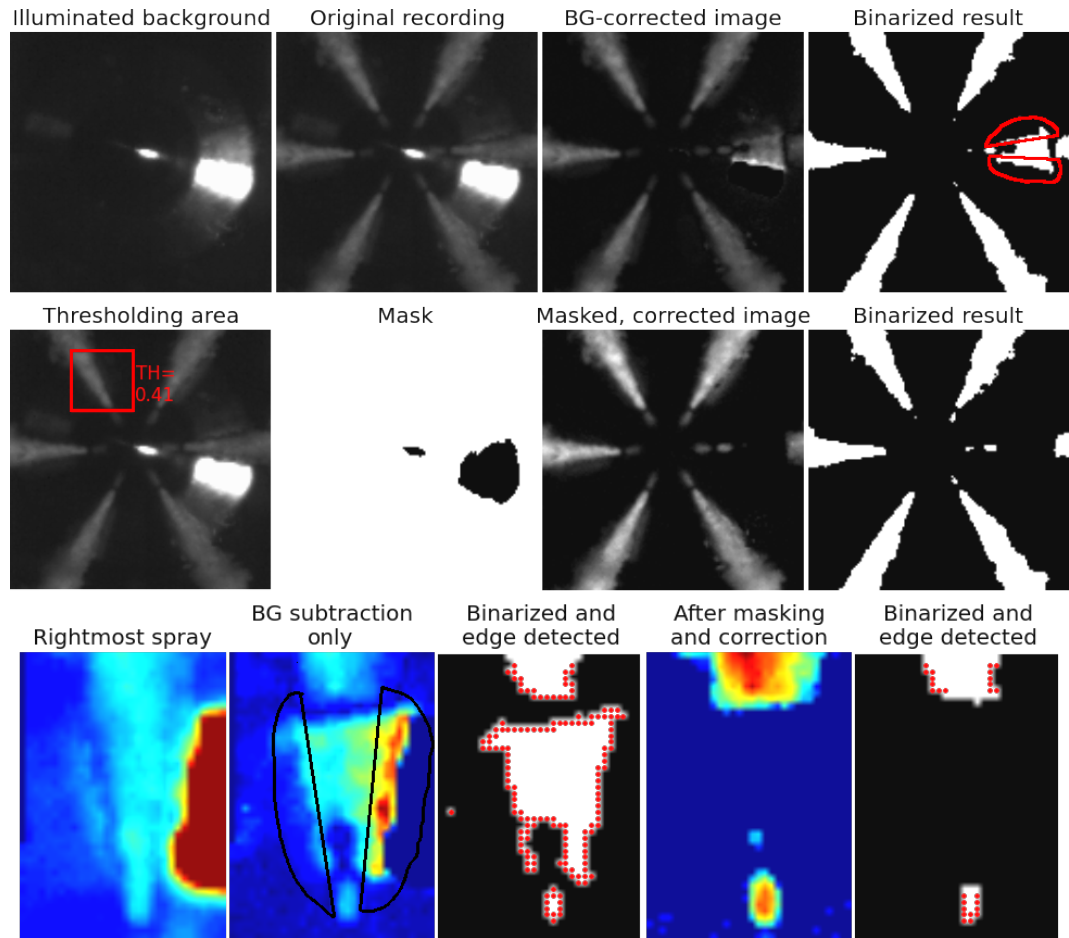 Illuminated background
Original recording
BG-corrected image
Binarized result
Thresholding area
Mask
Masked, corrected image
Binarized result
TH=
0.41
Rightmost spray
BG subtraction
only
Binarized and
edge detected
After masking
and correction
Binarized and
edge detected